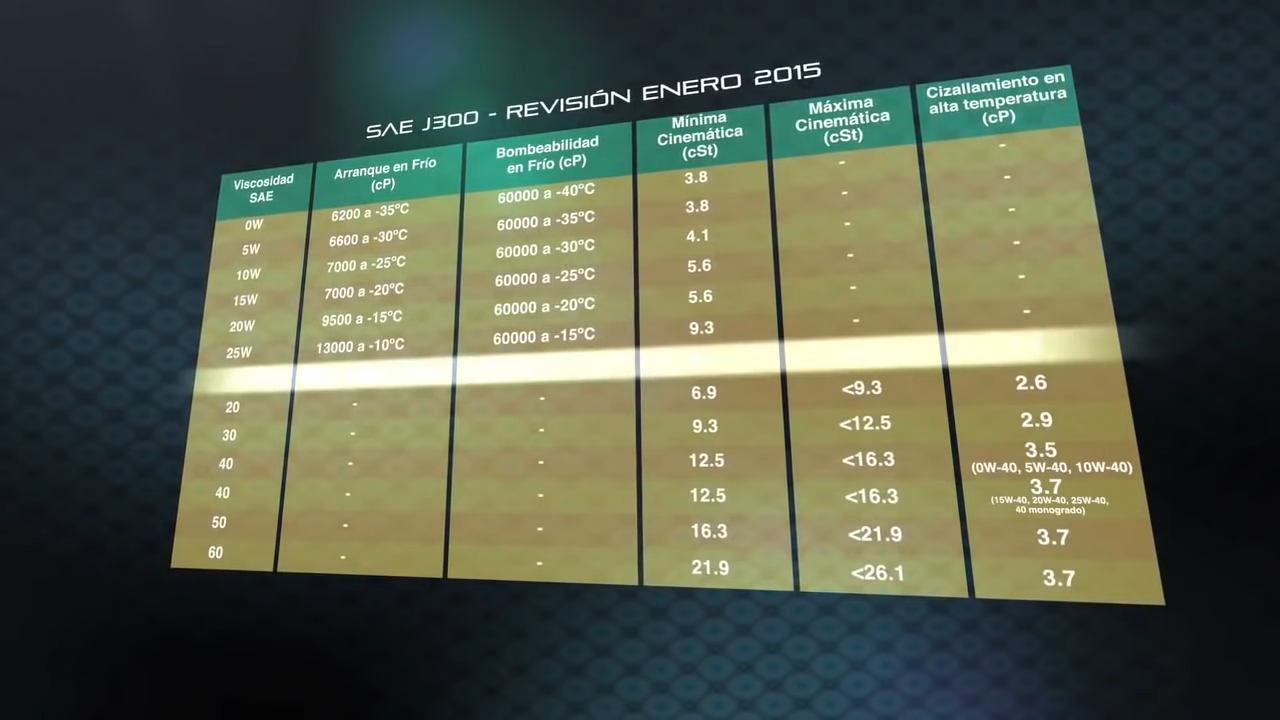 SAE J300 - REVISIÓN ENERO 2015
Viscosidad SAE | Arranque en Frío (cP) | Bombeabilidad en Frío (cP) | Mínima Cinemática (cSt) | Máxima Cinemática (cSt) | Cizallamiento en alta temperatura (cP)
0W | 6200 a -35ºC | 60000 a -40ºC | 3.8 | - | -
5W | 6600 a -30ºC | 60000 a -35ºC | 3.8 | - | -
10W | 7000 a -25ºC | 60000 a -30ºC | 4.1 | - | -
15W | 7000 a -20ºC | 60000 a -25ºC | 5.6 | - | -
20W | 9500 a -15ºC | 60000 a -20ºC | 5.6 | - | -
25W | 13000 a -10ºC | 60000 a -15ºC | 9.3 | - | -
20 | - | - | 6.9 | <9.3 | 2.6
30 | - | - | 9.3 | <12.5 | 2.9
40 | - | - | 12.5 | <16.3 | 3.5 (0W-40, 5W-40, 10W-40)
40 | - | - | 12.5 | <16.3 | 3.7 (15W-40, 20W-40, 25W-40, 40 monogrado)
50 | - | - | 16.3 | <21.9 | 3.7
60 | - | - | 21.9 | <26.1 | 3.7